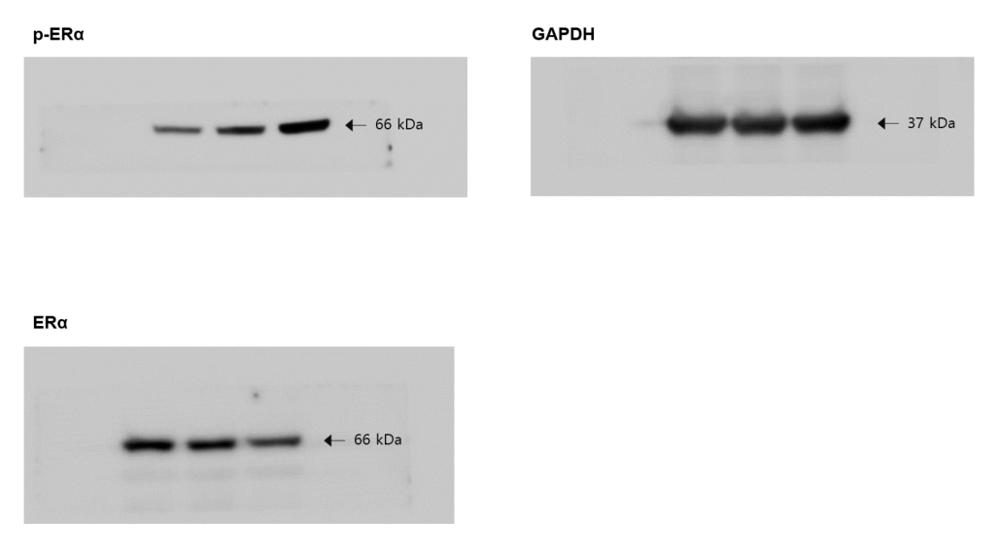 p-ERα
66 kDa
GAPDH
37 kDa
ERα
66 kDa